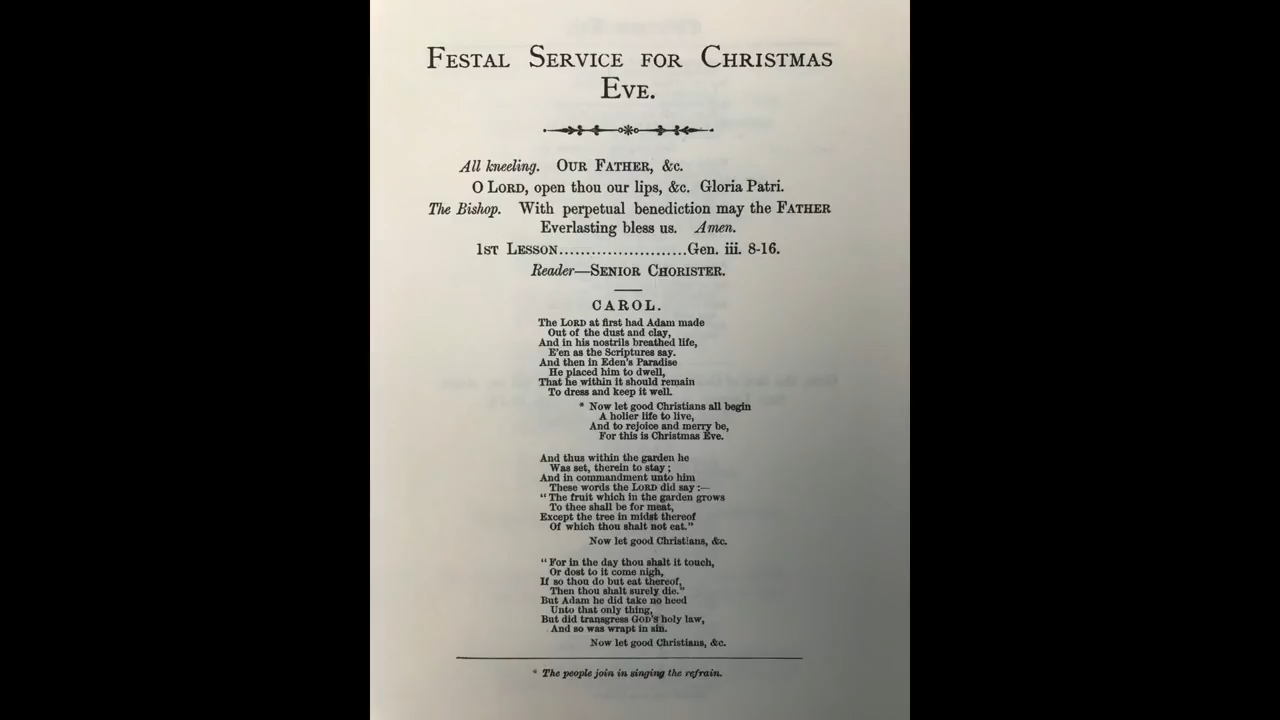 FESTAL SERVICE FOR CHRISTMAS
EVE.
All kneeling. OUR FATHER, &c.
O LORD, open thou our lips, &c. Gloria Patri.
The Bishop. With perpetual benediction may the FATHER
Everlasting bless us. Amen.
1ST LESSON........................Gen. iii. 8-16.
Reader—SENIOR CHORISTER.
CAROL.
The LORD at first had Adam made
Out of the dust and clay,
And in his nostrils breathed life,
E'en as the Scriptures say.
And then in Eden's Paradise
He placed him to dwell,
That he within it should remain
To dress and keep it well.
* Now let good Christians all begin
A holier life to live,
And to rejoice and merry be,
For this is Christmas Eve.
And thus within the garden he
Was set, therein to stay ;
And in commandment unto him
These words the LORD did say :—
“ The fruit which in the garden grows
To thee shall be for meat,
Except the tree in midst thereof
Of which thou shalt not eat.”
Now let good Christians, &c.
“ For in the day thou shalt it touch,
Or dost to it come nigh,
If so thou do but eat thereof,
Then thou shalt surely die.”
But Adam he did take no heed
Unto that only thing,
But did transgress GOD'S holy law,
And so was wrapt in sin.
Now let good Christians, &c.
* The people join in singing the refrain.